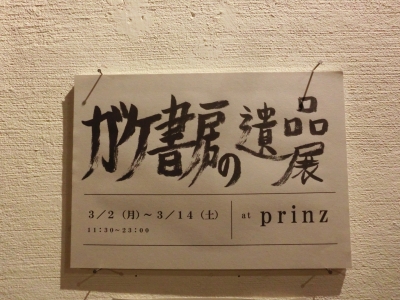 ガケ書房の遺品展
3/2(月)~3/14(土)
11:30~23:00
at prinz